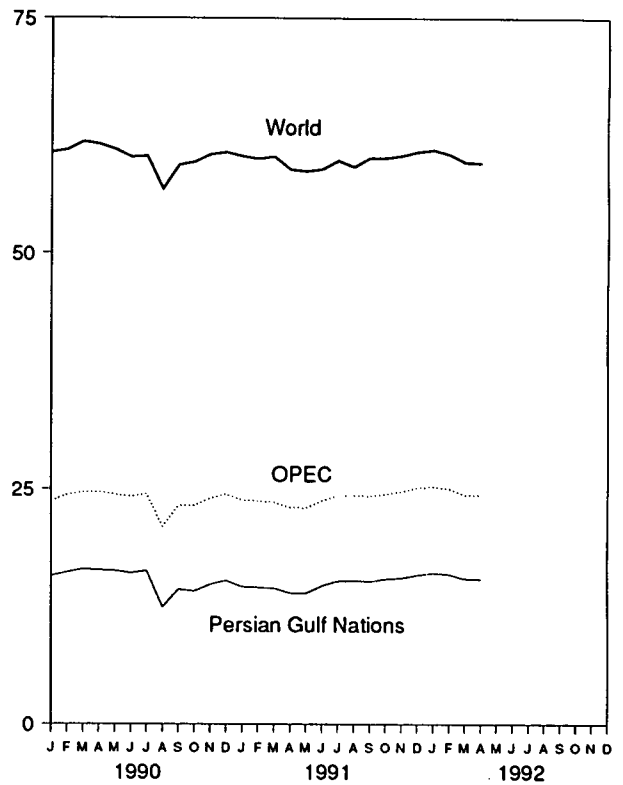 75
World
50
OPEC
25
Persian Gulf Nations
0
J F M A M J J A S O N D J F M A M J J A S O N D J F M A M J J A S O N D
1990 1991 1992